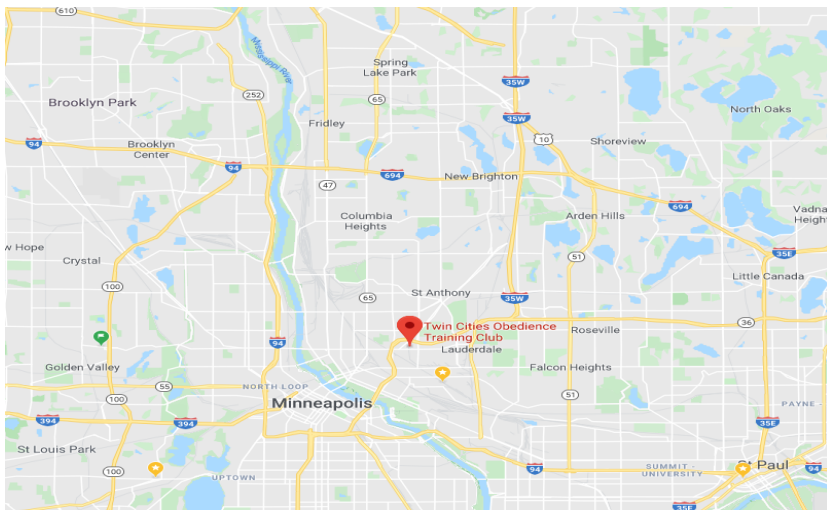 610
Mississippi River
Spring
Lake Park
35W
252
65
Brooklyn Park
North Oaks
35W
Fridley
10
94
Brooklyn
Center
Shoreview
94
694
New Brighton
47
694
Columbia
Heights
Arden Hills
Vadna
Height
w Hope
Crystal
51
35E
Little Canada
100
65
St Anthony
35W
Twin Cities Obedience
Training Club
Roseville
36
94
Lauderdale
Golden Valley
Falcon Heights
55
NORTH LOOP
100
51
Minneapolis
PAYNE -
394
394
35E
St Louis Park
100
UPTOWN
94
SUMMIT -
UNIVERSITY
St Paul
94
35E